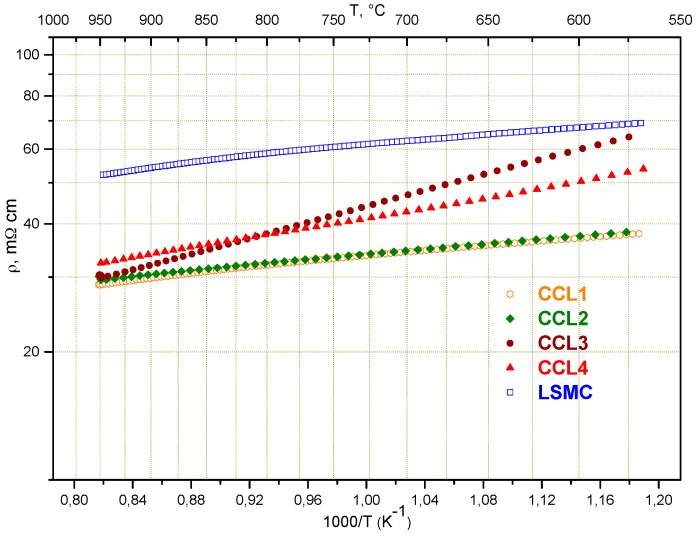 T, °C
1000 950 900 850 800 750 700 650 600 550
100
80
60
40
20
ρ, mΩ cm
CCL1
CCL2
CCL3
CCL4
LSMC
0,80 0,84 0,88 0,92 0,96 1,00 1,04 1,08 1,12 1,16 1,20
1000/T (K⁻¹)